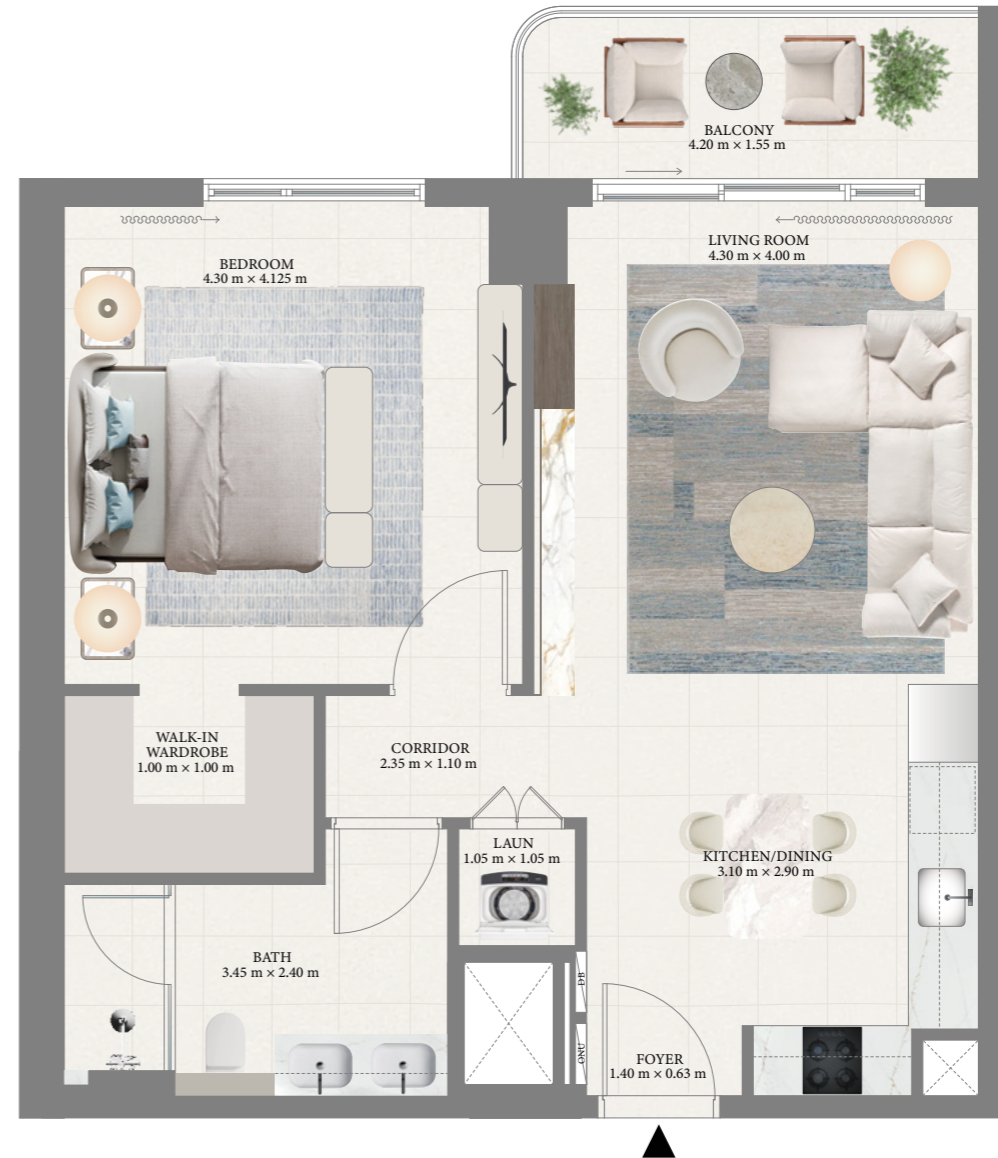 BALCONY
4.20 m × 1.55 m
BEDROOM
4.30 m × 4.125 m
LIVING ROOM
4.30 m × 4.00 m
WALK-IN
WARDROBE
1.00 m × 1.00 m
CORRIDOR
2.35 m × 1.10 m
LAUN
1.05 m × 1.05 m
KITCHEN/DINING
3.10 m × 2.90 m
BATH
3.45 m × 2.40 m
DB
ONU
FOYER
1.40 m × 0.63 m